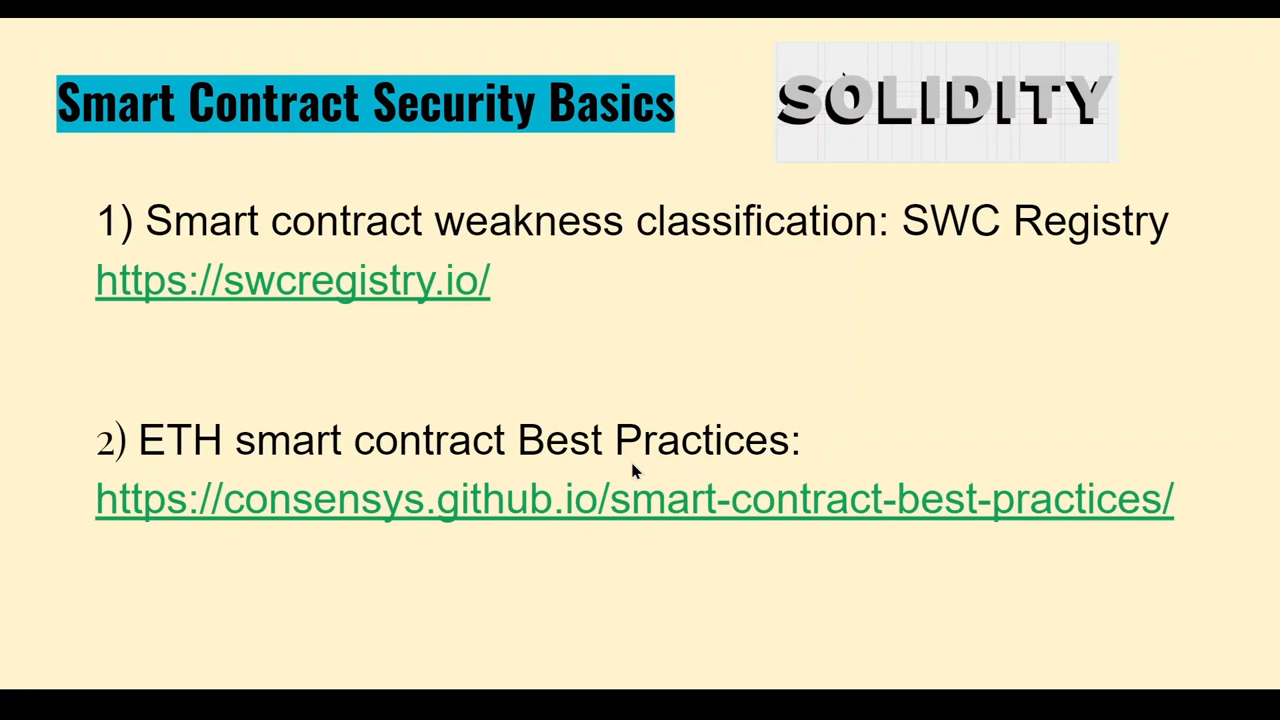 Smart Contract Security Basics
SOLIDITY
1) Smart contract weakness classification: SWC Registry
https://swcregistry.io/
2) ETH smart contract Best Practices:
https://consensys.github.io/smart-contract-best-practices/